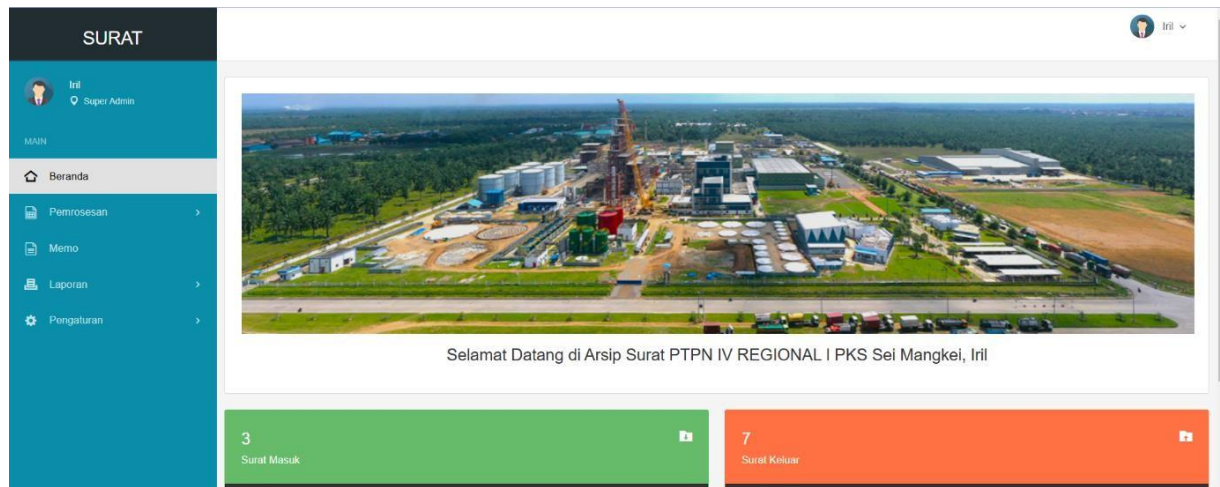 SURAT
Iril
Iril
Super Admin
MAIN
Beranda
Pemrosesan
Memo
Laporan
Pengaturan
Selamat Datang di Arsip Surat PTPN IV REGIONAL I PKS Sei Mangkei, Iril
3
Surat Masuk
7
Surat Keluar